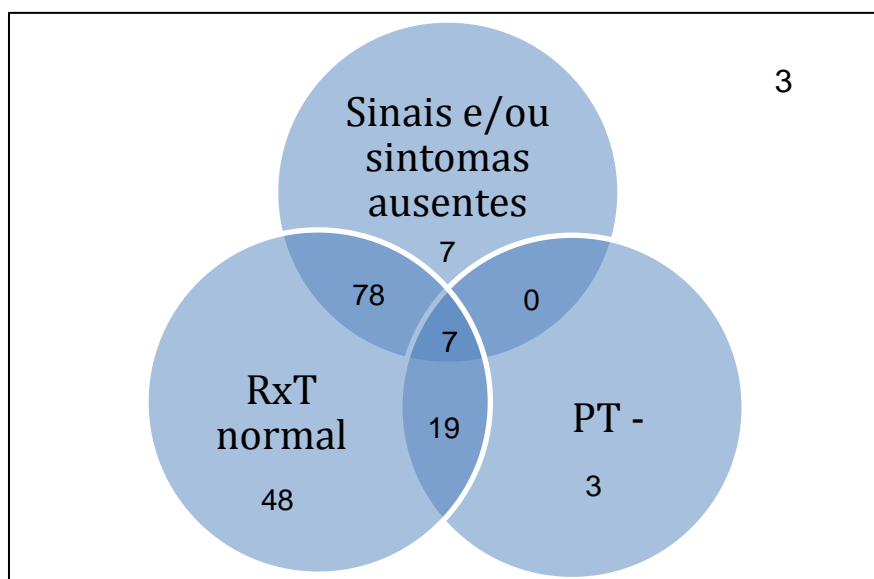 3
Sinais e/ou
sintomas
ausentes
7
78
0
7
RxT
normal
19
PT -
48
3